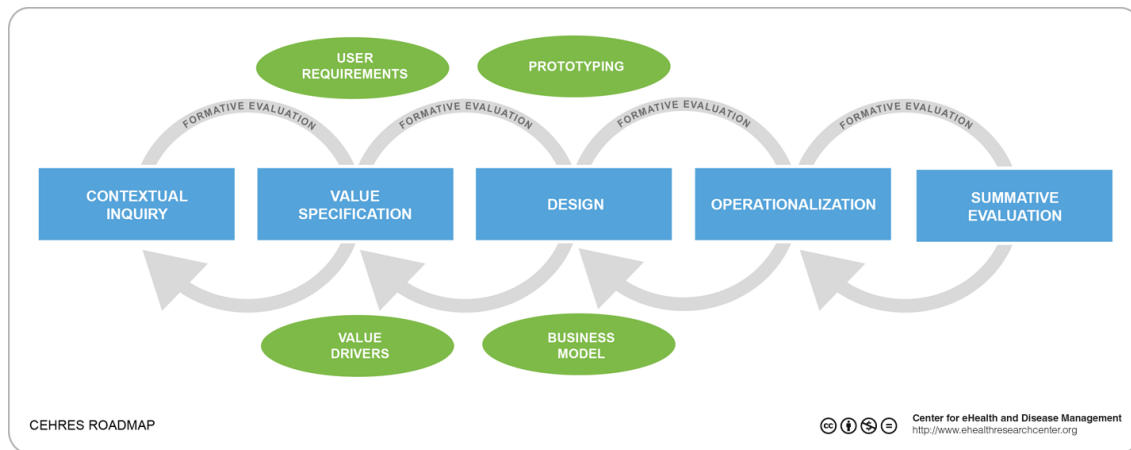 USER
REQUIREMENTS
PROTOTYPING
FORMATIVE EVALUATION
FORMATIVE EVALUATION
FORMATIVE EVALUATION
FORMATIVE EVALUATION
CONTEXTUAL
INQUIRY
VALUE
SPECIFICATION
DESIGN
OPERATIONALIZATION
SUMMATIVE
EVALUATION
VALUE
DRIVERS
BUSINESS
MODEL
CEHRES ROADMAP
cc
Center for eHealth and Disease Management
http://www.ehealthresearchcenter.org